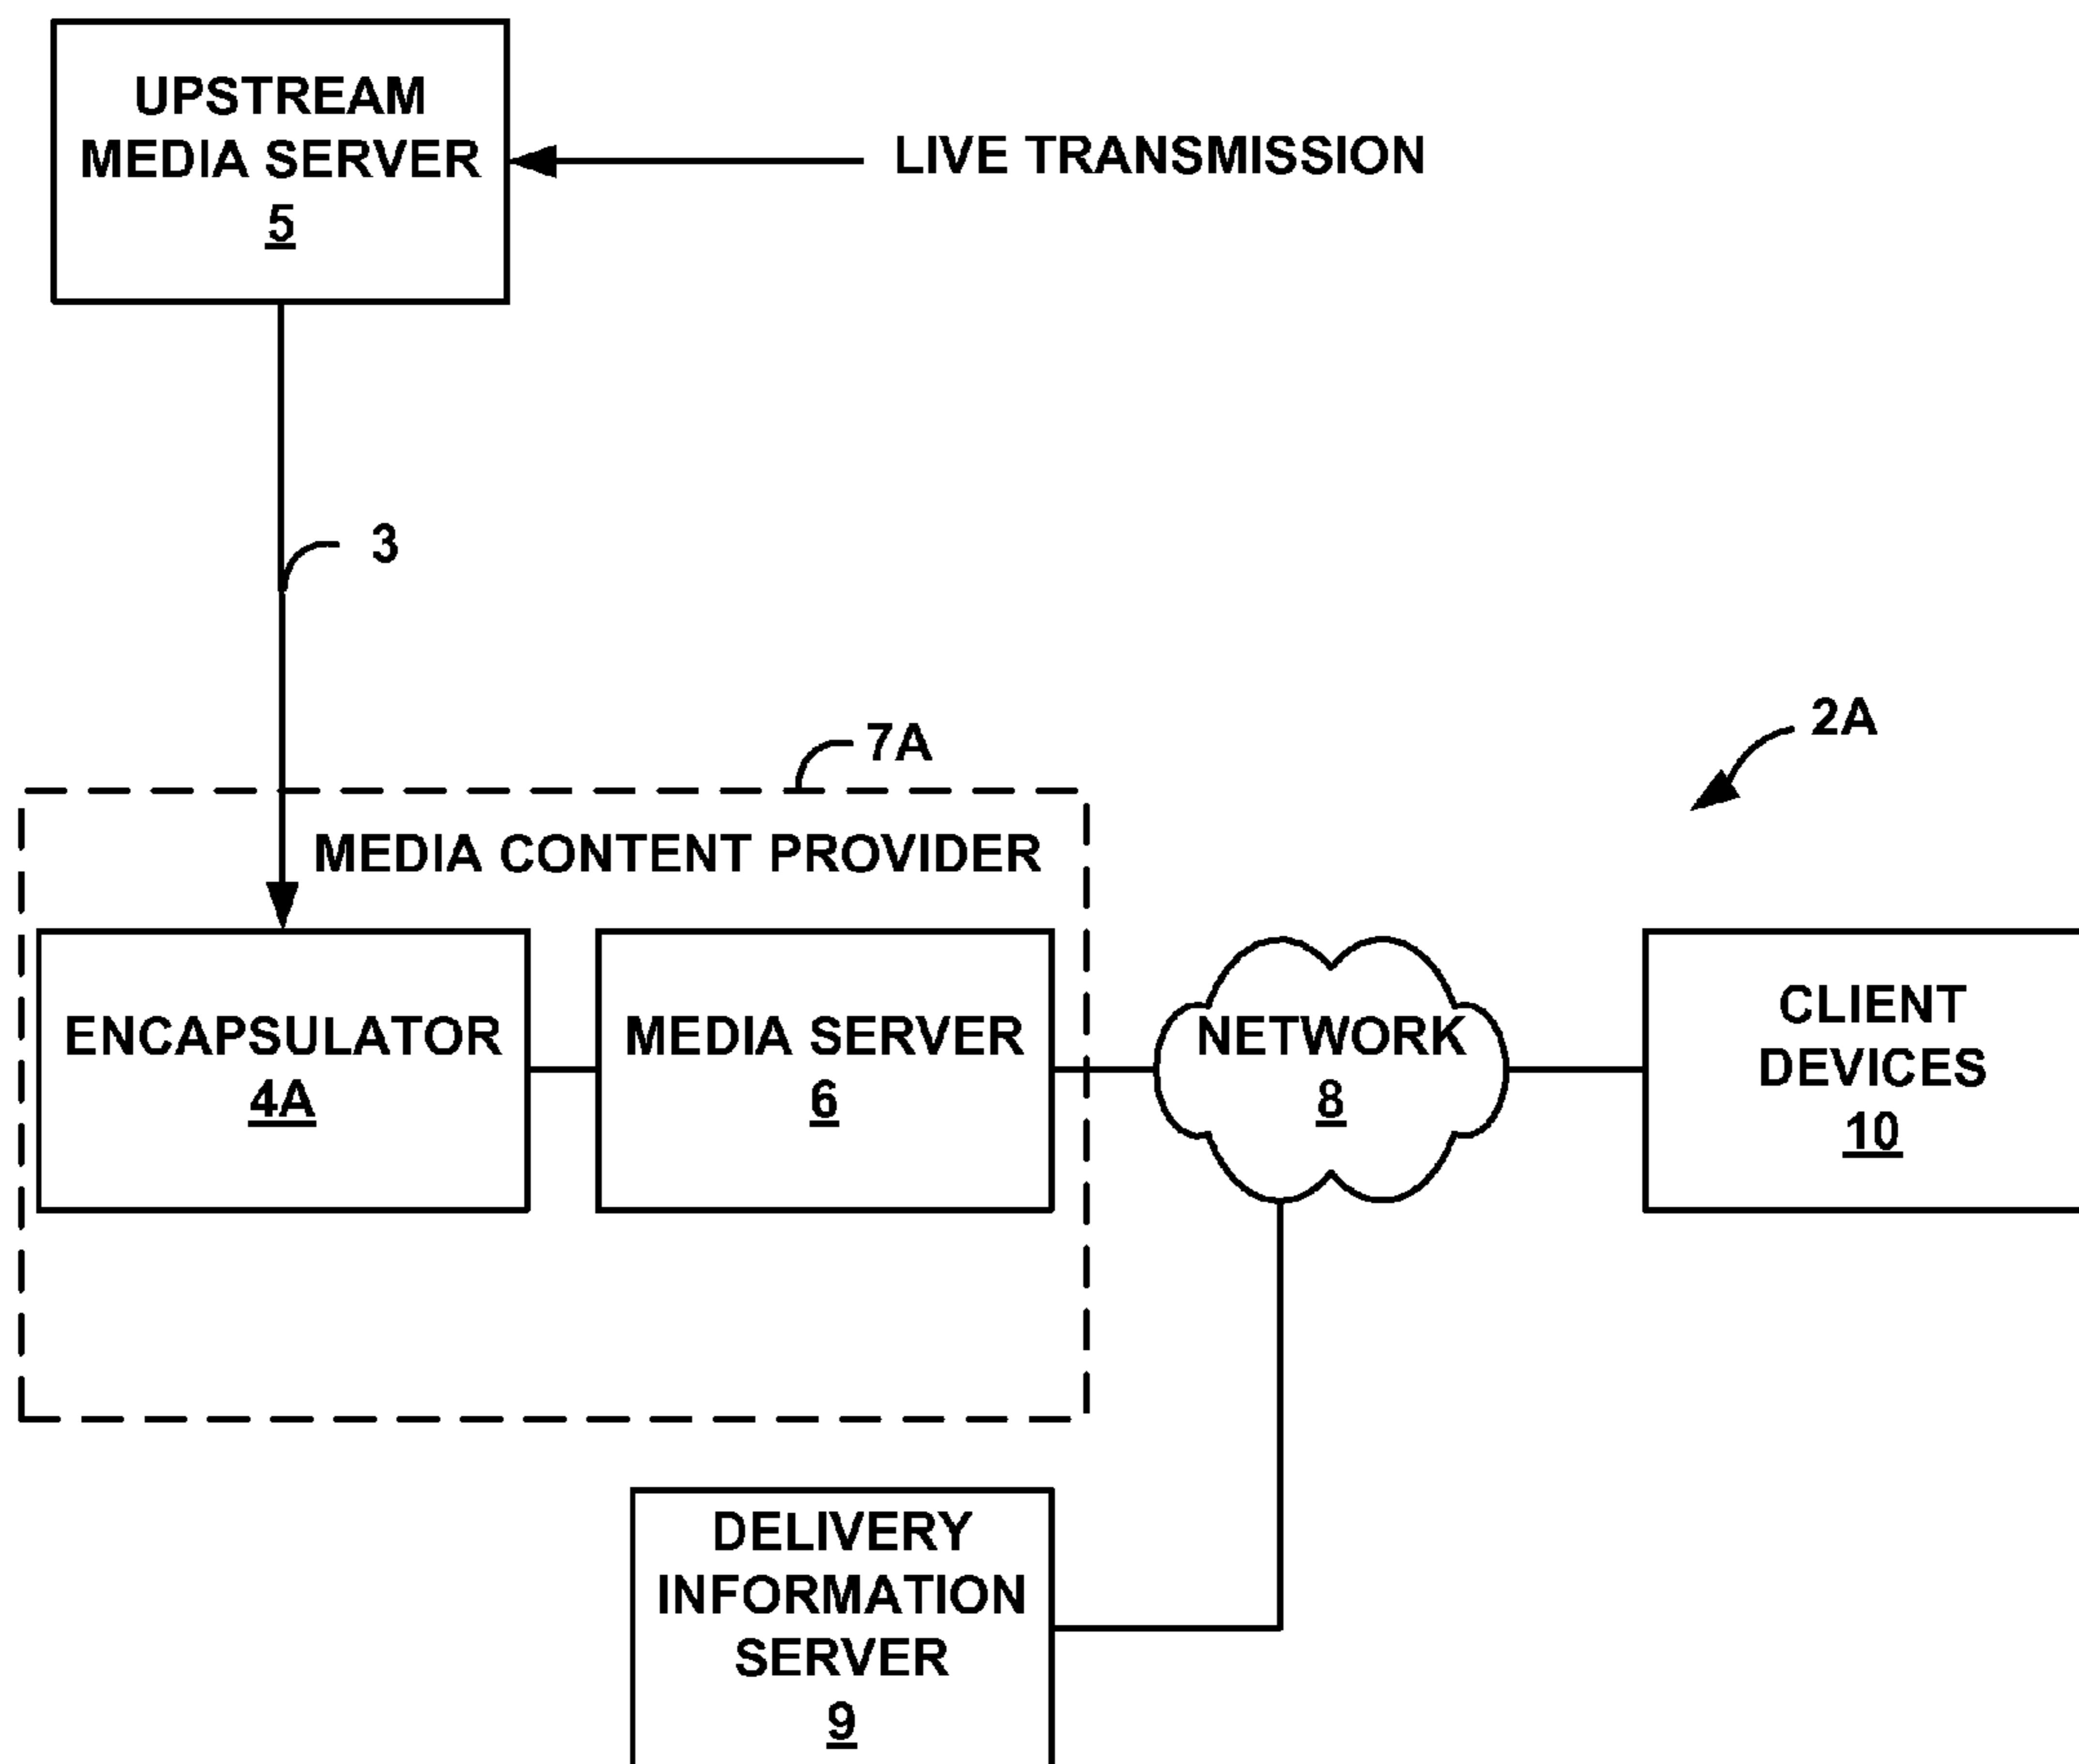 UPSTREAM
MEDIA SERVER
5
LIVE TRANSMISSION
3
7A
2A
MEDIA CONTENT PROVIDER
ENCAPSULATOR
4A
MEDIA SERVER
6
NETWORK
8
CLIENT
DEVICES
10
DELIVERY
INFORMATION
SERVER
9